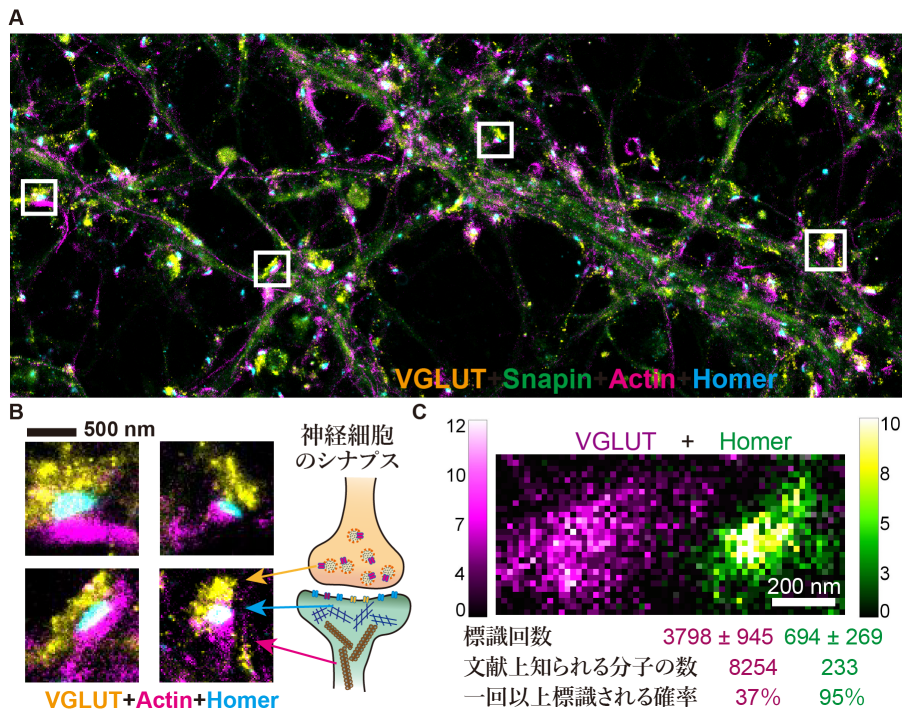 A
VGLUT+Snapin+Actin+Homer
B
500 nm
神経細胞
のシナプス
VGLUT+Actin+Homer
C
VGLUT + Homer
12
10
7
4
0
10
8
5
3
0
200 nm
標識回数 3798 ± 945 694 ± 269
文献上知られる分子の数 8254 233
一回以上標識される確率 37% 95%